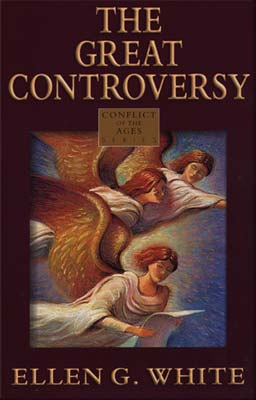 THE
GREAT
CONTROVERSY
CONFLICT
OF THE
AGES
SERIES
ELLEN G. WHITE